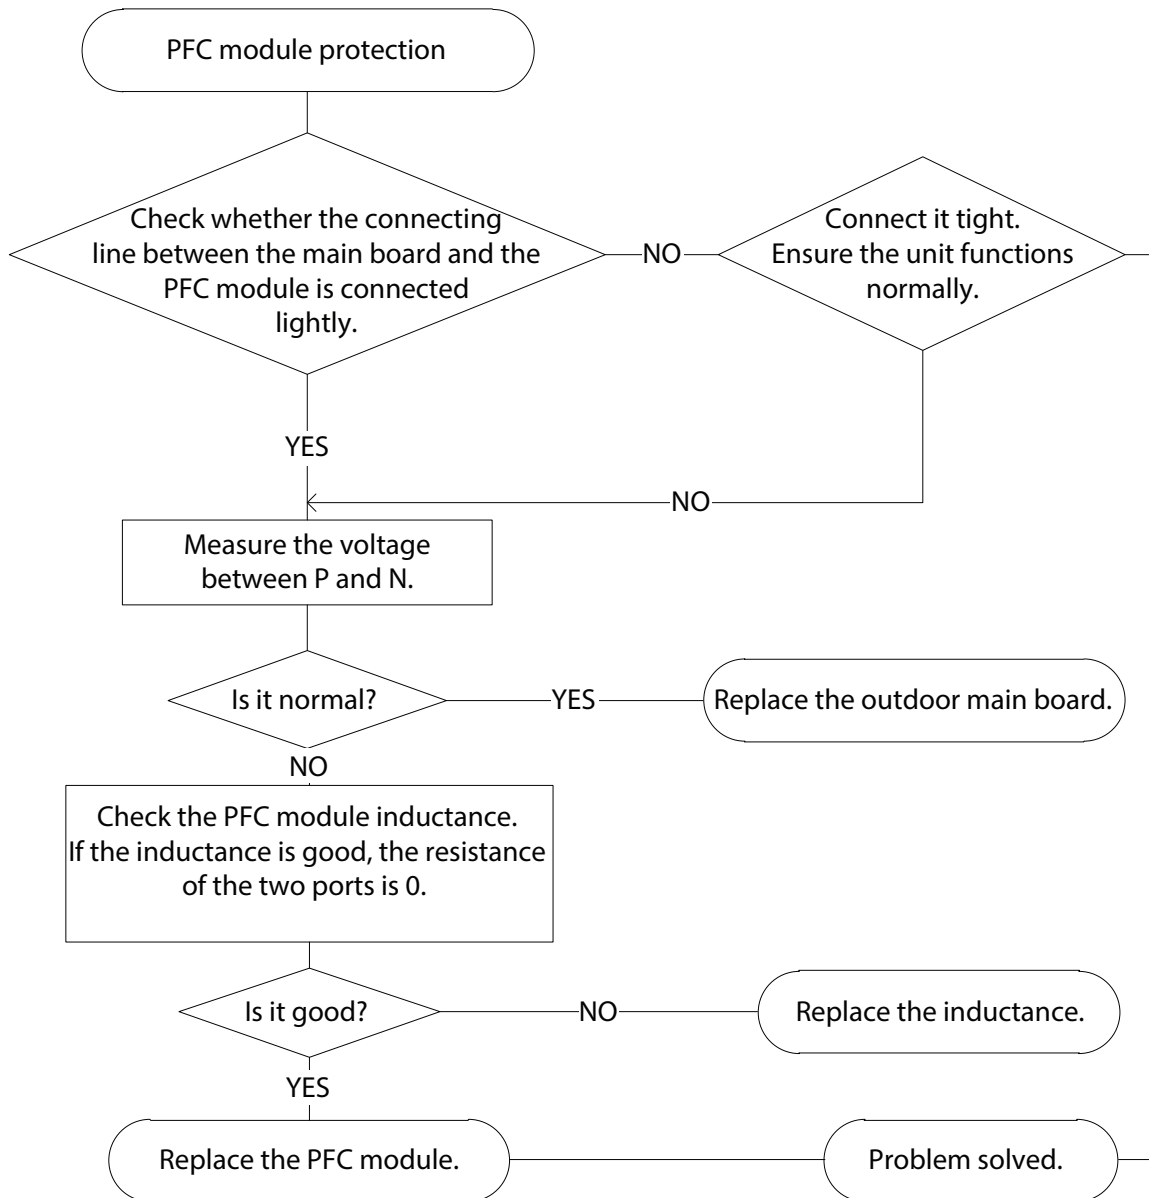 PFC module protection
Check whether the connecting
line between the main board and the
PFC module is connected
lightly.
NO
Connect it tight.
Ensure the unit functions
normally.
YES
NO
Measure the voltage
between P and N.
Is it normal?
YES
Replace the outdoor main board.
NO
Check the PFC module inductance.
If the inductance is good, the resistance
of the two ports is 0.
Is it good?
NO
Replace the inductance.
YES
Replace the PFC module.
Problem solved.